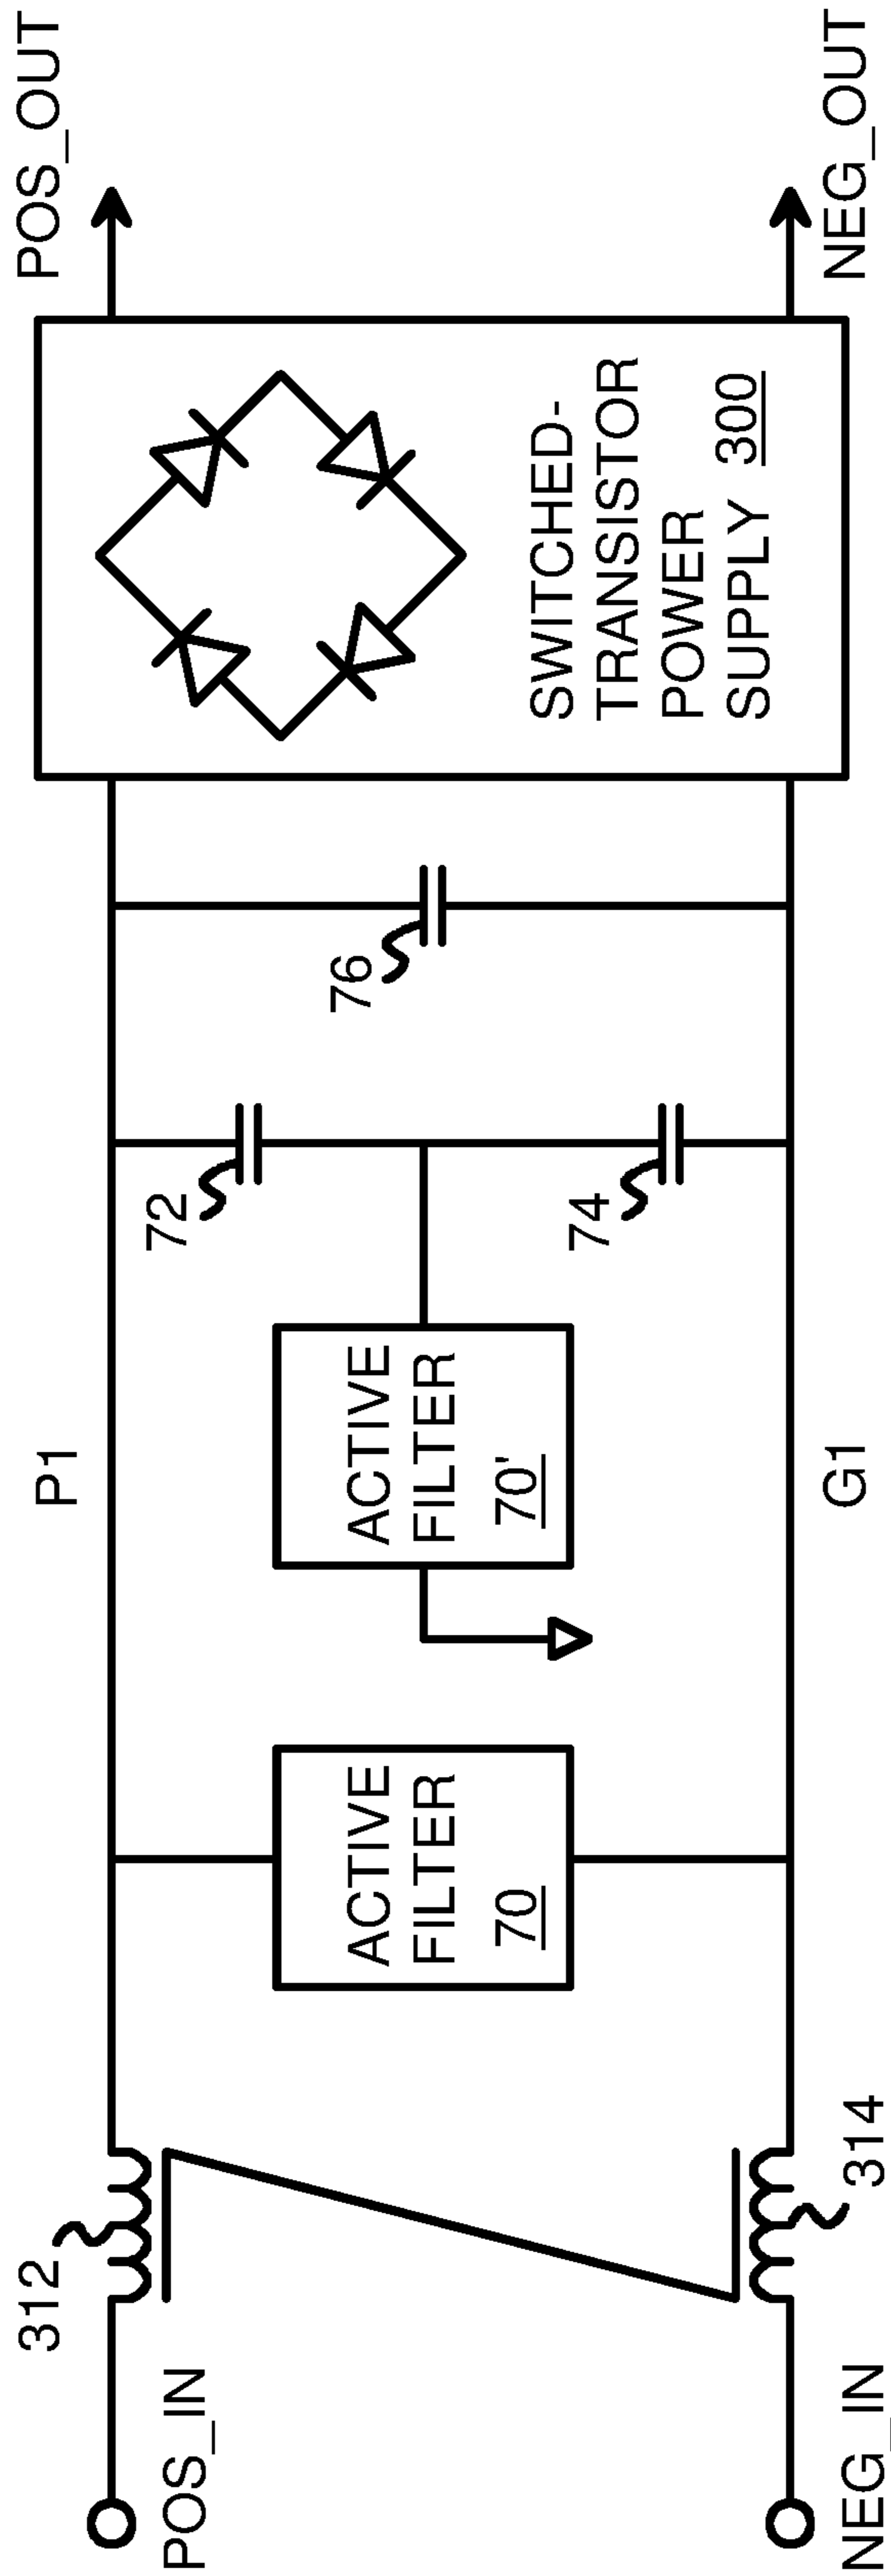 312
POS_IN
P1
ACTIVE
FILTER
70
ACTIVE
FILTER
70'
72
74
76
SWITCHED-
TRANSISTOR
POWER
SUPPLY 300
POS_OUT
NEG_OUT
G1
314
NEG_IN